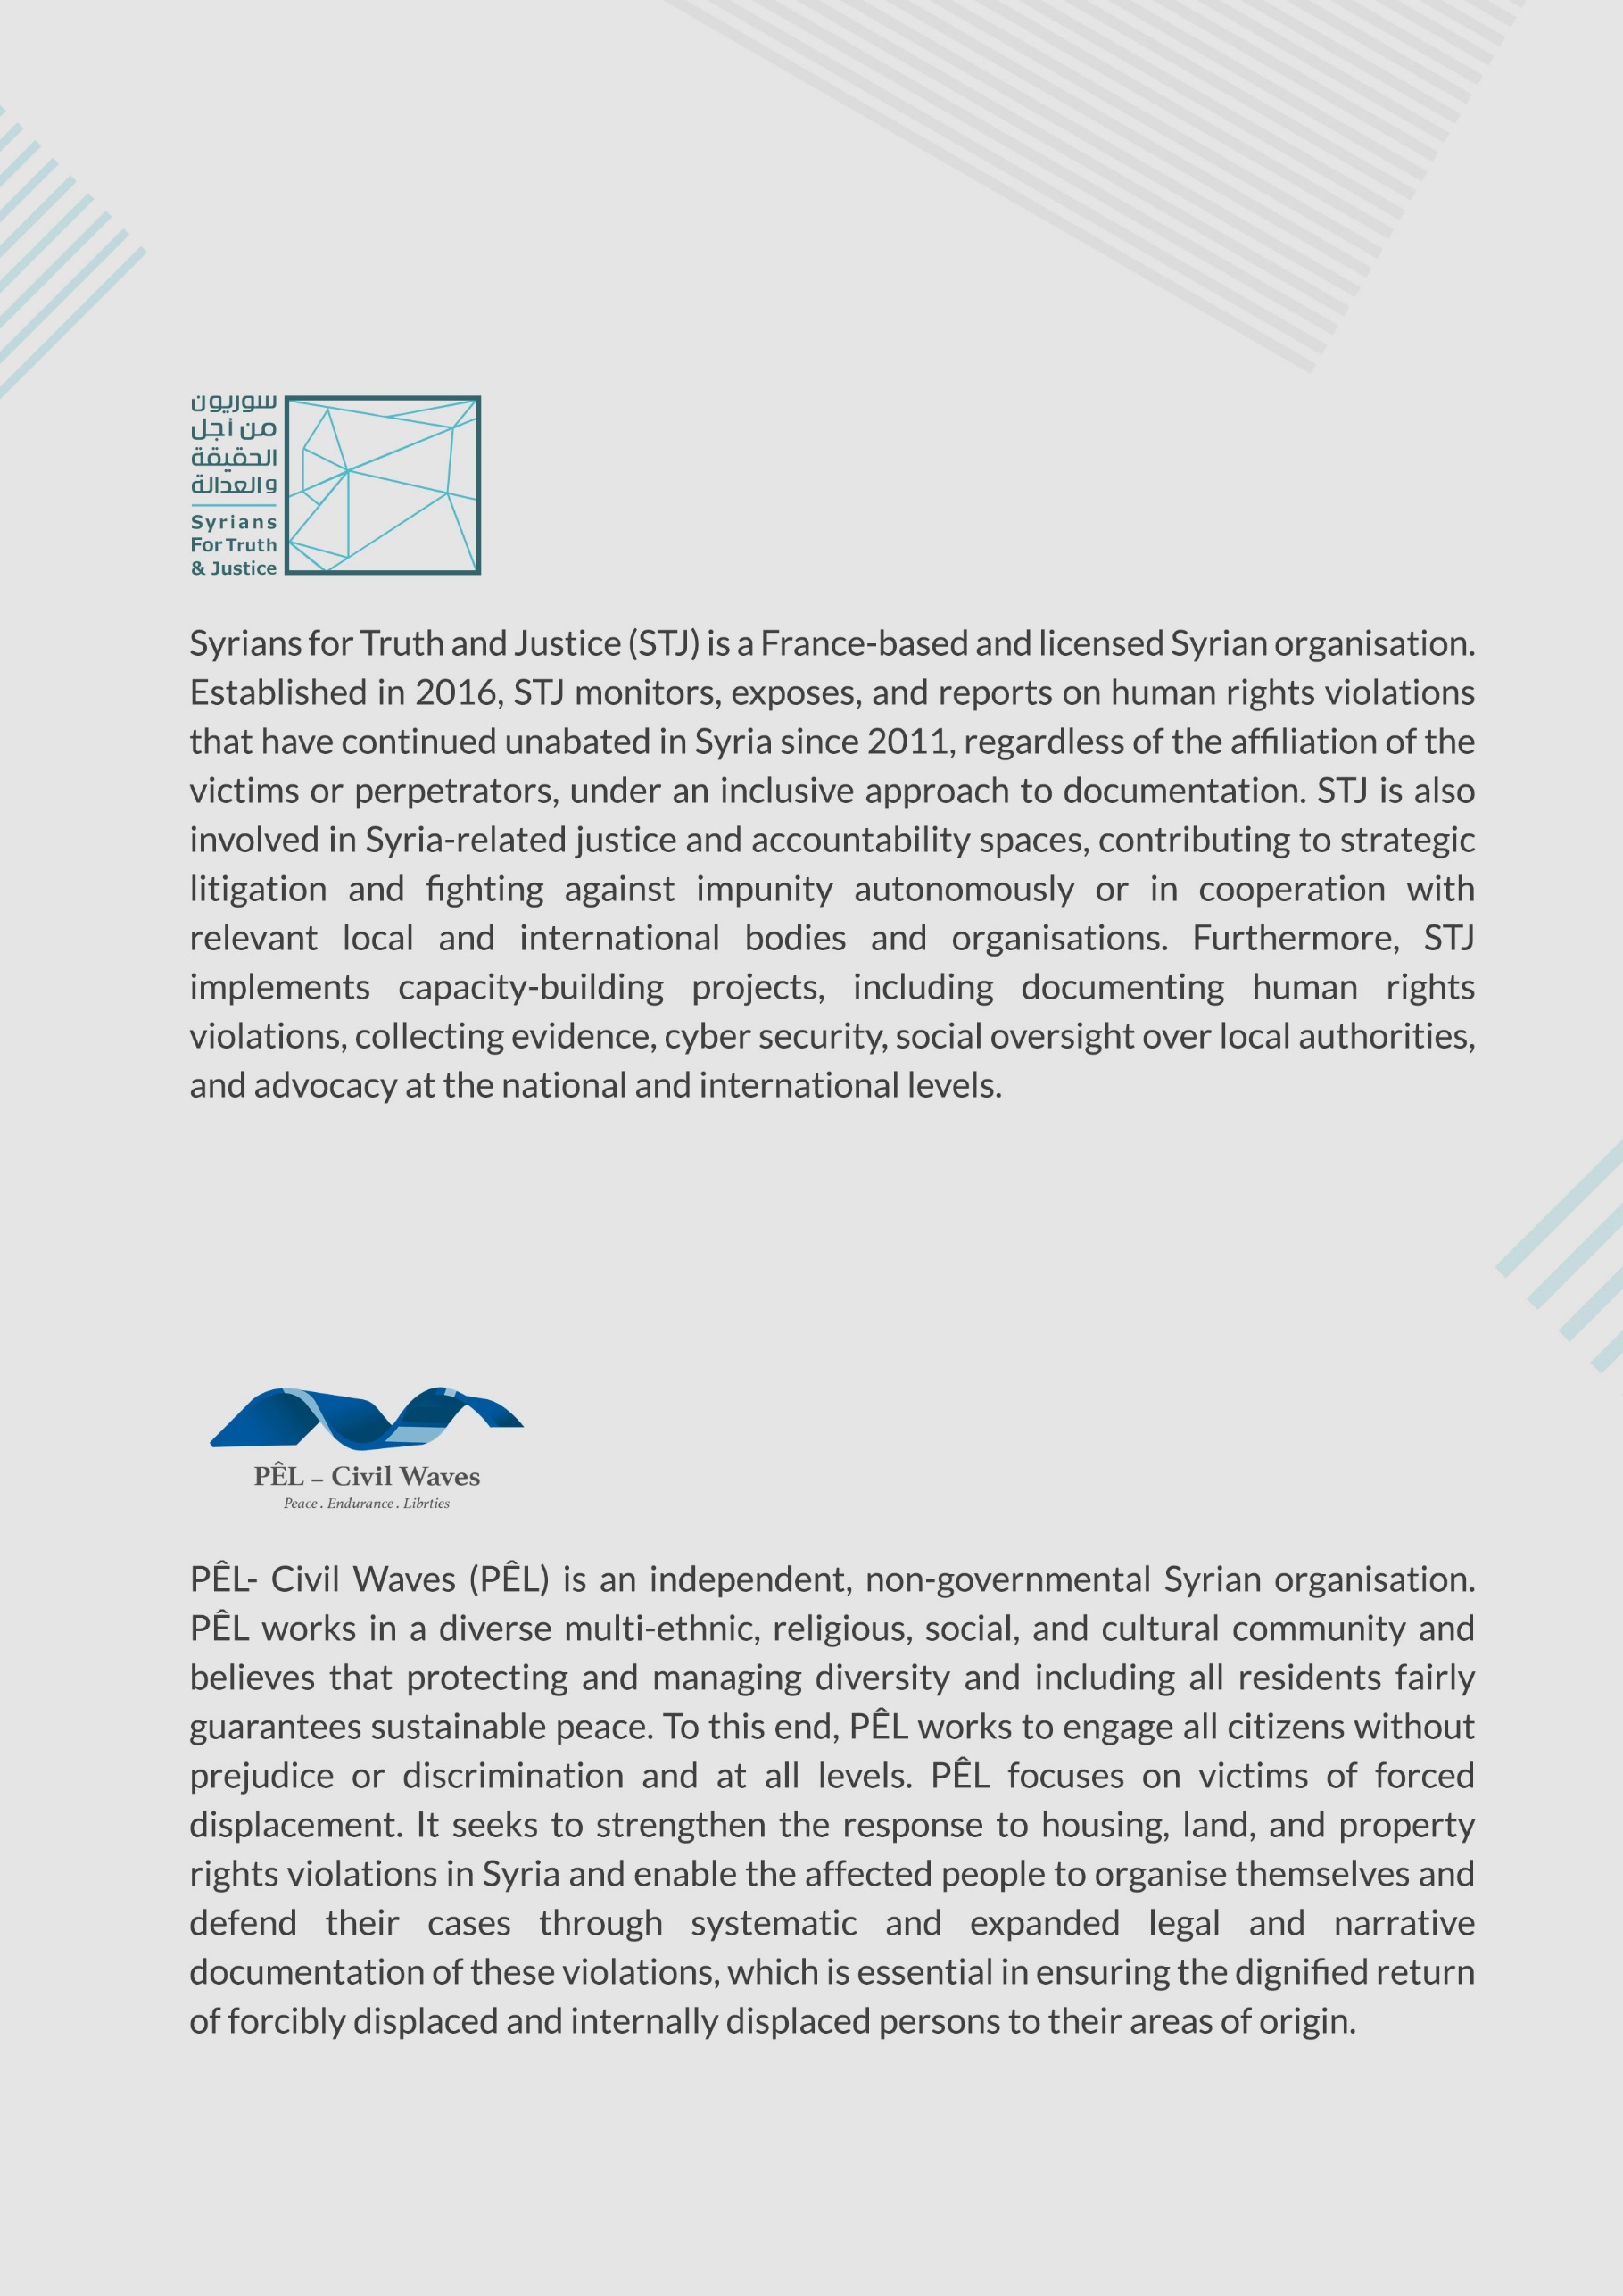 سوريون
من أجل
الحقيقة
و العدالة
Syrians
For Truth
& Justice
Syrians for Truth and Justice (STJ) is a France-based and licensed Syrian organisation.
Established in 2016, STJ monitors, exposes, and reports on human rights violations
that have continued unabated in Syria since 2011, regardless of the affiliation of the
victims or perpetrators, under an inclusive approach to documentation. STJ is also
involved in Syria-related justice and accountability spaces, contributing to strategic
litigation and fighting against impunity autonomously or in cooperation with
relevant local and international bodies and organisations. Furthermore, STJ
implements capacity-building projects, including documenting human rights
violations, collecting evidence, cyber security, social oversight over local authorities,
and advocacy at the national and international levels.
PÊL – Civil Waves
Peace . Endurance . Librties
PÊL- Civil Waves (PÊL) is an independent, non-governmental Syrian organisation.
PÊL works in a diverse multi-ethnic, religious, social, and cultural community and
believes that protecting and managing diversity and including all residents fairly
guarantees sustainable peace. To this end, PÊL works to engage all citizens without
prejudice or discrimination and at all levels. PÊL focuses on victims of forced
displacement. It seeks to strengthen the response to housing, land, and property
rights violations in Syria and enable the affected people to organise themselves and
defend their cases through systematic and expanded legal and narrative
documentation of these violations, which is essential in ensuring the dignified return
of forcibly displaced and internally displaced persons to their areas of origin.